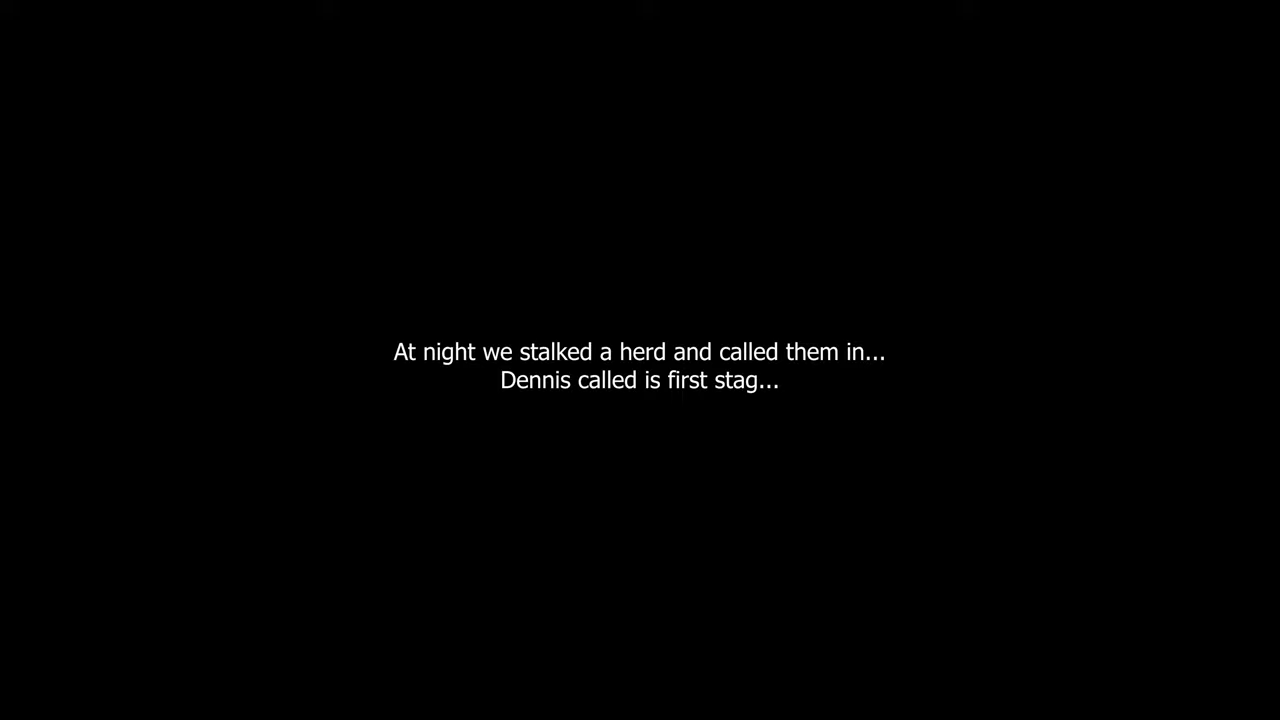 At night we stalked a herd and called them in...
Dennis called is first stag...